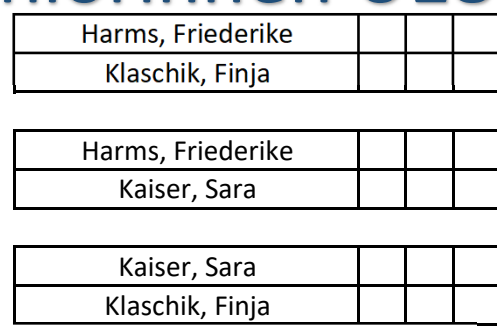 Harms, Friederike
Klaschik, Finja
Harms, Friederike
Kaiser, Sara
Kaiser, Sara
Klaschik, Finja